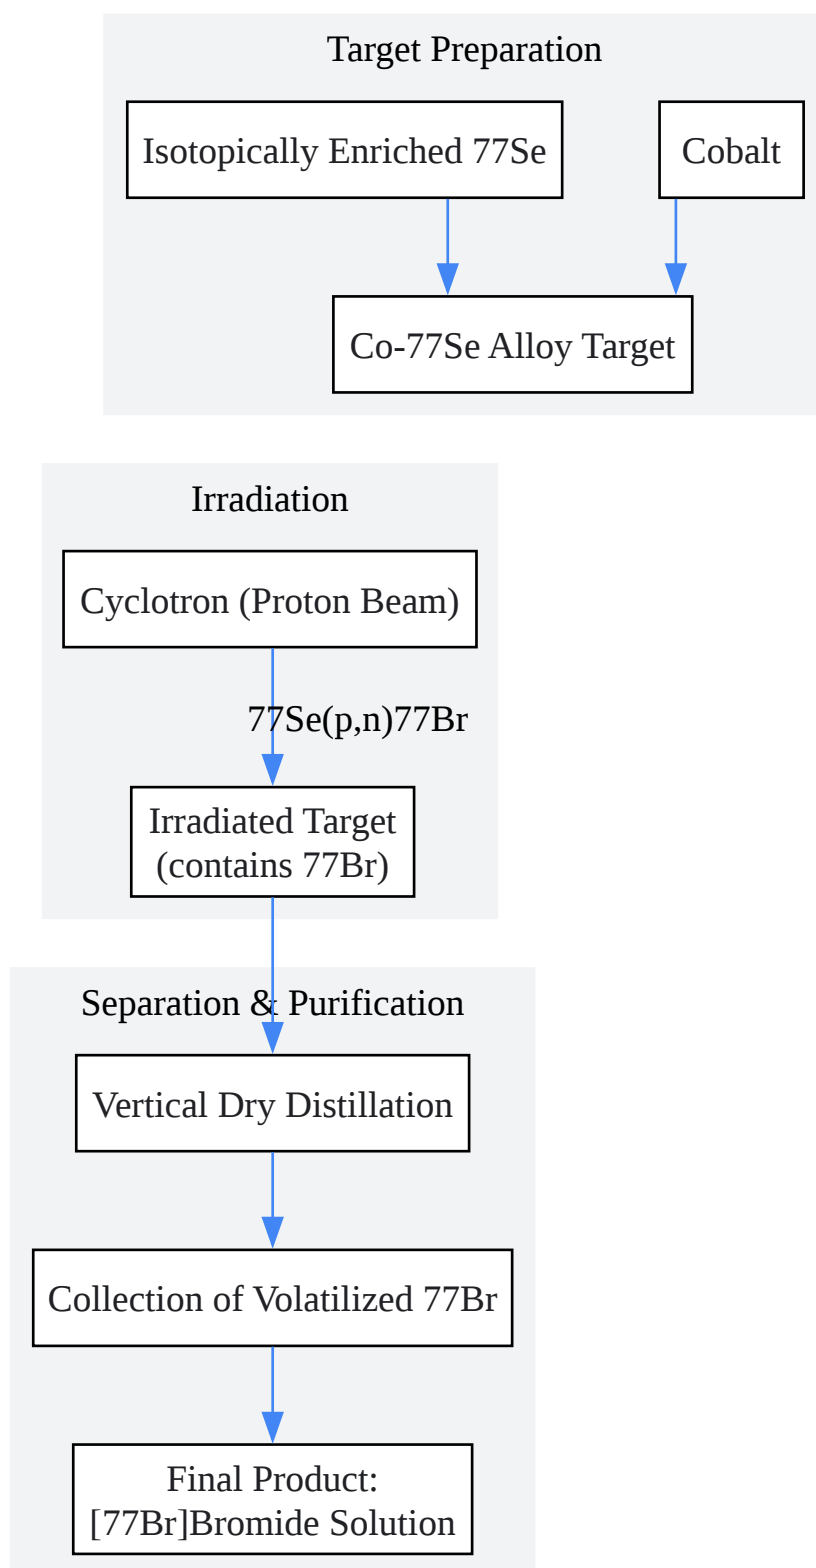 Target Preparation
Isotopically Enriched 77Se
Cobalt
Co-77Se Alloy Target
Irradiation
Cyclotron (Proton Beam)
77Se(p,n)77Br
Irradiated Target
(contains 77Br)
Separation & Purification
Vertical Dry Distillation
Collection of Volatilized 77Br
Final Product:
[77Br]Bromide Solution